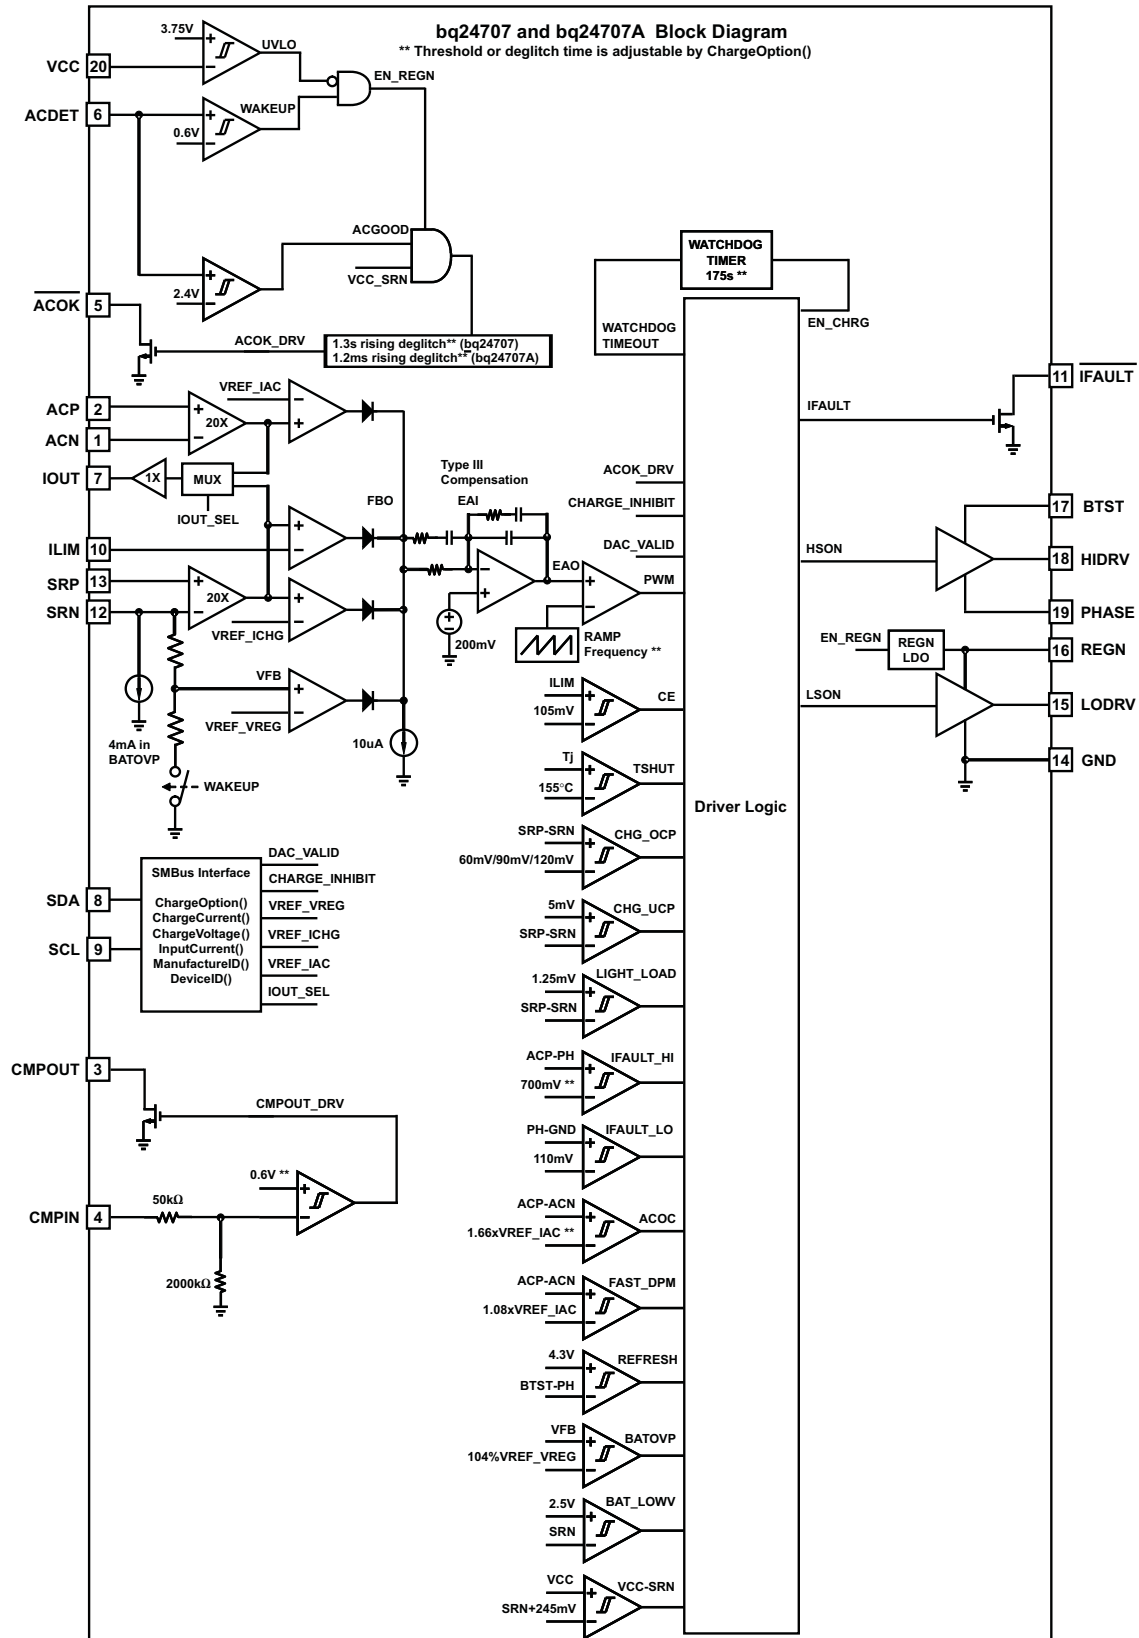 bq24707 and bq24707A Block Diagram
** Threshold or deglitch time is adjustable by ChargeOption()
3.75V
UVLO
VCC
20
EN_REGN
ACDET
6
WAKEUP
0.6V
ACGOOD
VCC_SRN
2.4V
ACOK
5
ACOK_DRV
1.3s rising deglitch** (bq24707)
1.2ms rising deglitch** (bq24707A)
WATCHDOG
TIMER
175s **
WATCHDOG
TIMEOUT
EN_CHRG
11
IFAULT
IFAULT
VREF_IAC
ACP
2
20X
ACN
1
IOUT
7
1X
MUX
IOUT_SEL
FBO
Type III
Compensation
EAI
ACOK_DRV
CHARGE_INHIBIT
DAC_VALID
ILIM
10
SRP
13
20X
SRN
12
VREF_ICHG
EAO
PWM
200mV
RAMP
Frequency **
17
BTST
HSON
18
HIDRV
19
PHASE
EN_REGN
REGN
LDO
16
REGN
LSON
15
LODRV
14
GND
VFB
VREF_VREG
4mA in
BATOVP
10uA
WAKEUP
ILIM
105mV
CE
Tj
155°C
TSHUT
Driver Logic
SRP-SRN
60mV/90mV/120mV
CHG_OCP
5mV
SRP-SRN
CHG_UCP
1.25mV
SRP-SRN
LIGHT_LOAD
ACP-PH
700mV **
IFAULT_HI
PH-GND
110mV
IFAULT_LO
ACP-ACN
1.66xVREF_IAC **
ACOC
ACP-ACN
1.08xVREF_IAC
FAST_DPM
4.3V
BTST-PH
REFRESH
VFB
104%VREF_VREG
BATOVP
2.5V
SRN
BAT_LOWV
VCC
SRN+245mV
VCC-SRN
SDA
8
SCL
9
SMBus Interface
ChargeOption()
ChargeCurrent()
ChargeVoltage()
InputCurrent()
ManufactureID()
DeviceID()
DAC_VALID
CHARGE_INHIBIT
VREF_VREG
VREF_ICHG
VREF_IAC
IOUT_SEL
CMPOUT
3
CMPOUT_DRV
0.6V **
CMPIN
4
50kΩ
2000kΩ